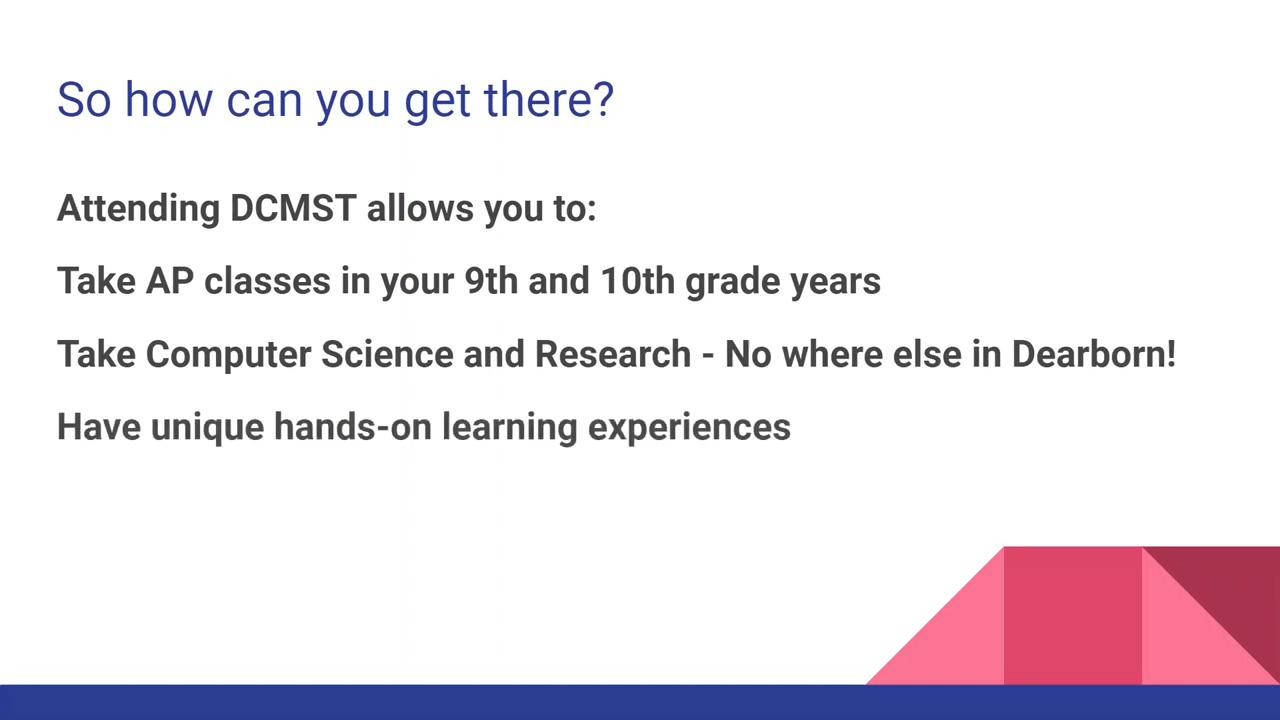 So how can you get there?
Attending DCMST allows you to:
Take AP classes in your 9th and 10th grade years
Take Computer Science and Research - No where else in Dearborn!
Have unique hands-on learning experiences